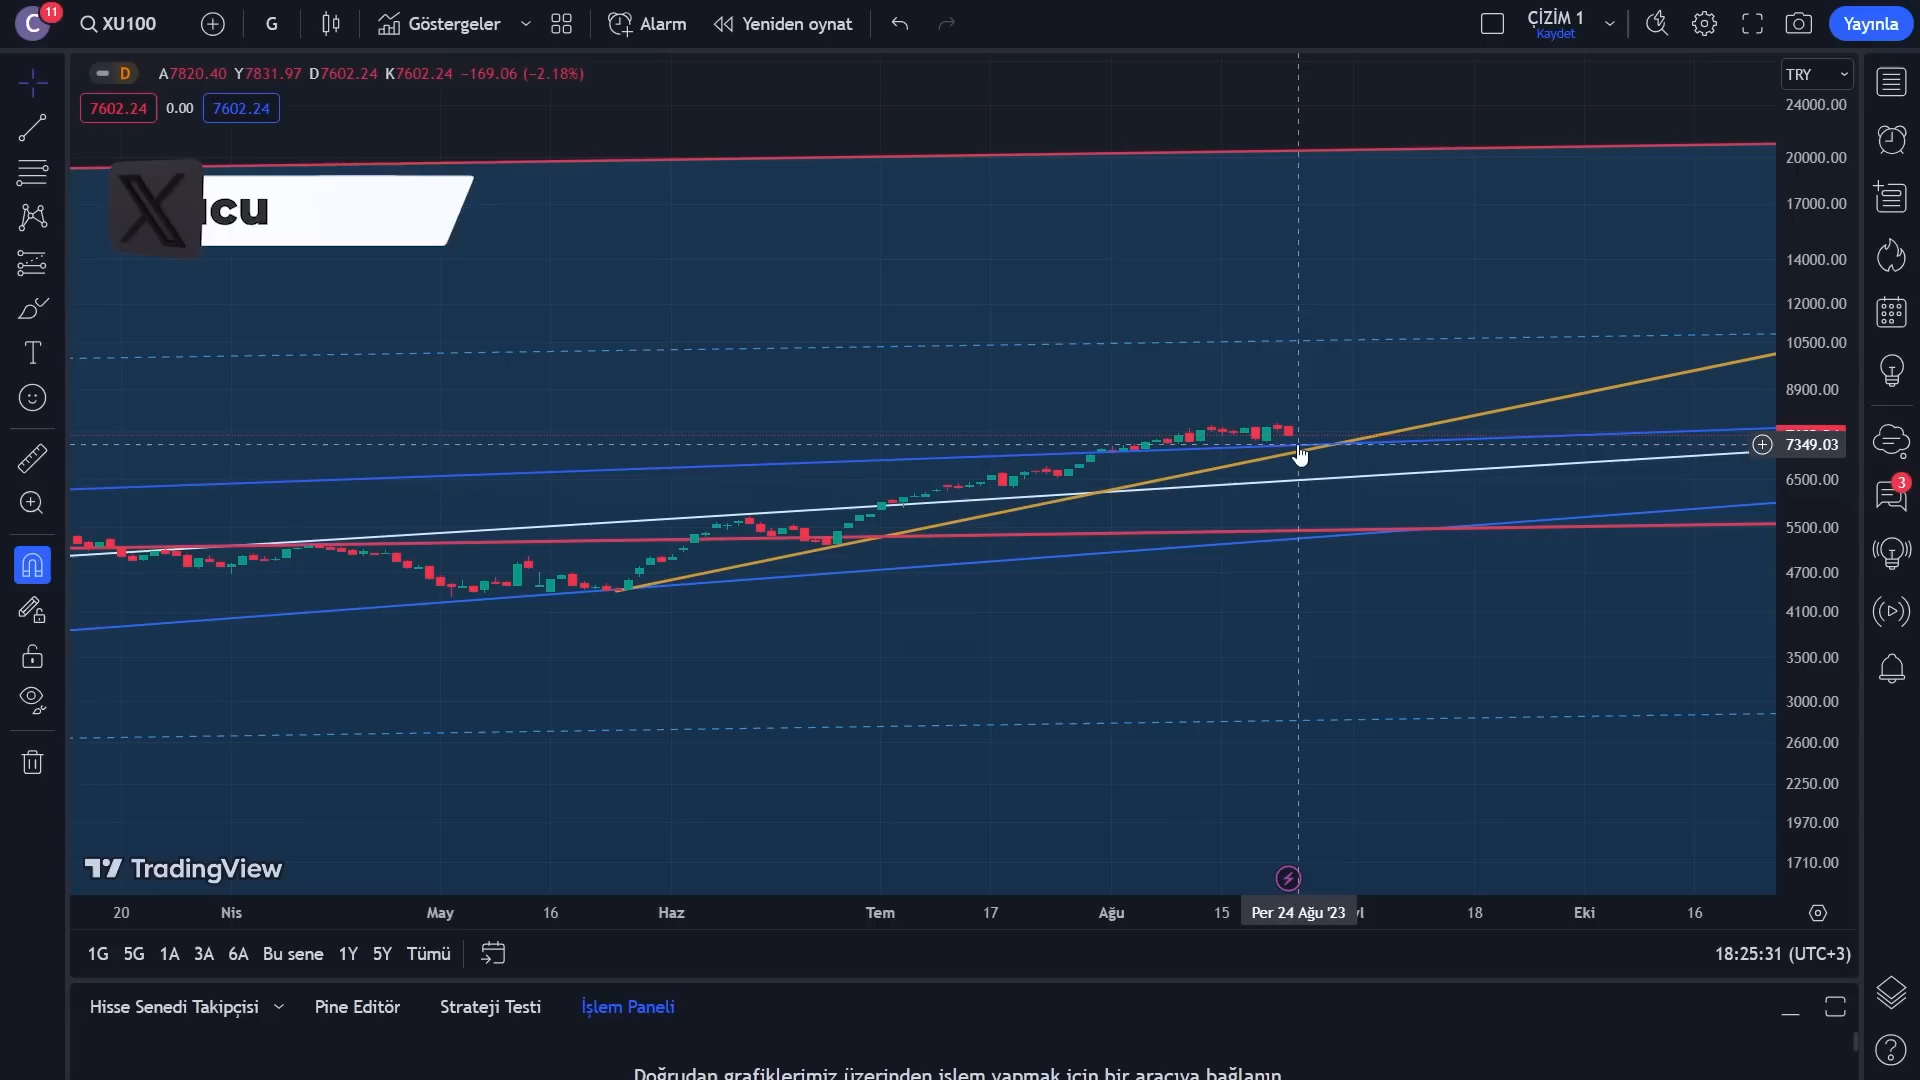 C 11 XU100 G Göstergeler Alarm Yeniden oynat ÇİZİM 1 Yayınla
Kaydet
D A7820.40 Y7831.97 D7602.24 K7602.24 −169.06 (−2.18%)
TRY
7602.24 0.00 7602.24
24000.00
20000.00
17000.00
14000.00
12000.00
10500.00
8900.00
7349.03
6500.00
5500.00
4700.00
4100.00
3500.00
3000.00
2600.00
2250.00
1970.00
1710.00
X
ucu
3
TradingView
20 Nis May 16 Haz Tem 17 Ağu 15 Per 24 Ağu '23 18 Eki 16
1G 5G 1A 3A 6A Bu sene 1Y 5Y Tümü 18:25:31 (UTC+3)
Hisse Senedi Takipçisi Pine Editör Strateji Testi İşlem Paneli
Doğrudan grafiklerimiz üzerinden işlem yapmak için bir aracıya bağlanın